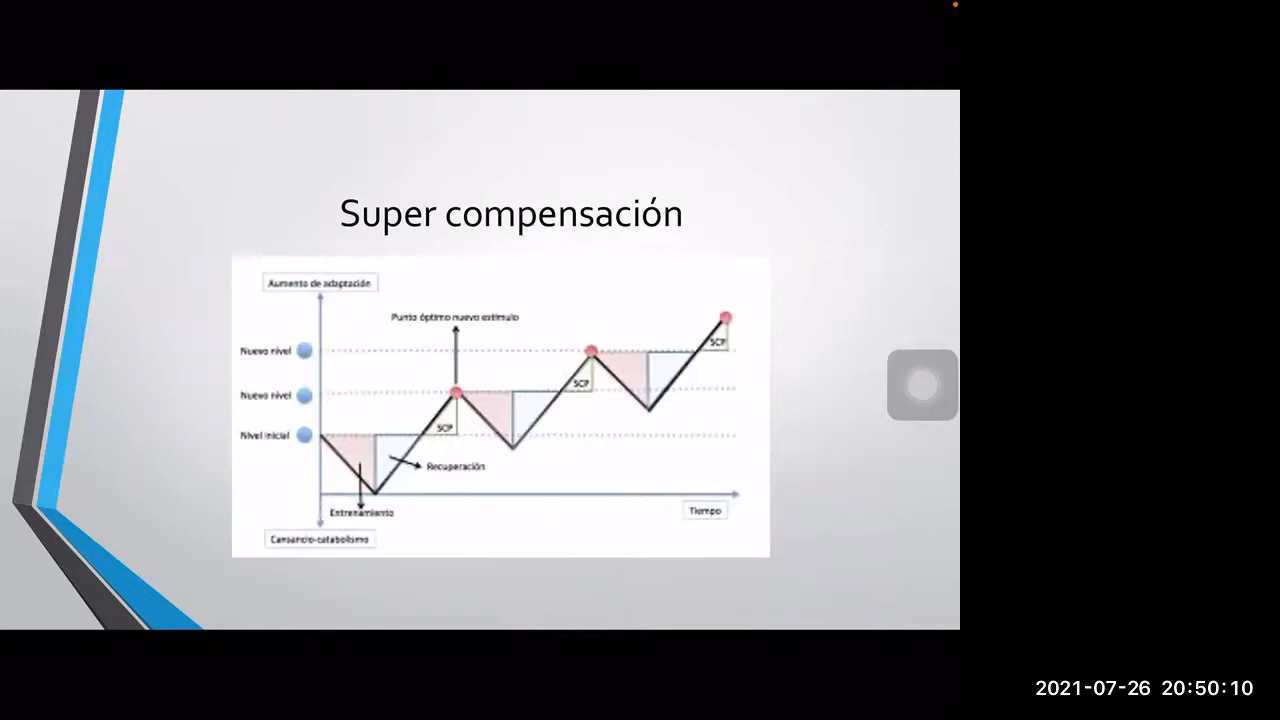 Super compensación
Aumento de adaptación
Punto óptimo nuevo estímulo
Nuevo nivel
SCP
SCP
Nuevo nivel
SCP
Nivel inicial
Recuperación
Entrenamiento
Tiempo
Cansancio-catabolismo
2021-07-26 20:50:10